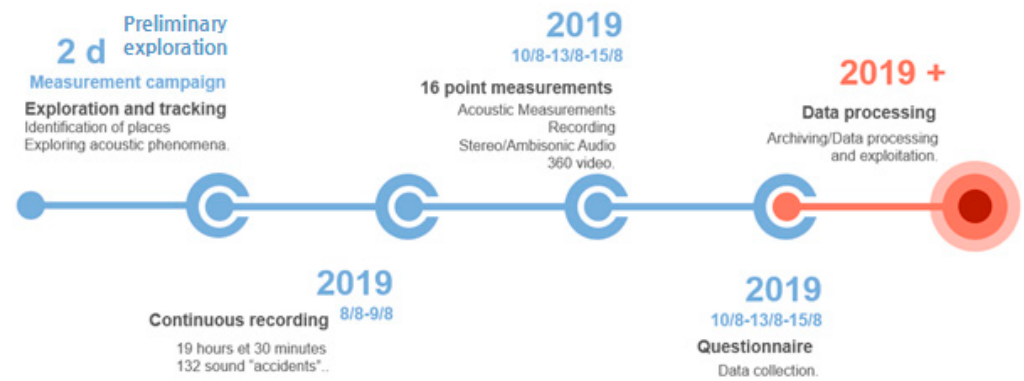 Preliminary
2 d exploration
Measurement campaign
Exploration and tracking
Identification of places
Exploring acoustic phenomena.
2019
8/8-9/8
Continuous recording
19 hours et 30 minutes
132 sound "accidents"..
2019
10/8-13/8-15/8
16 point measurements
Acoustic Measurements
Recording
Stereo/Ambisonic Audio
360 video.
2019
10/8-13/8-15/8
Questionnaire
Data collection.
2019 +
Data processing
Archiving/Data processing
and exploitation.